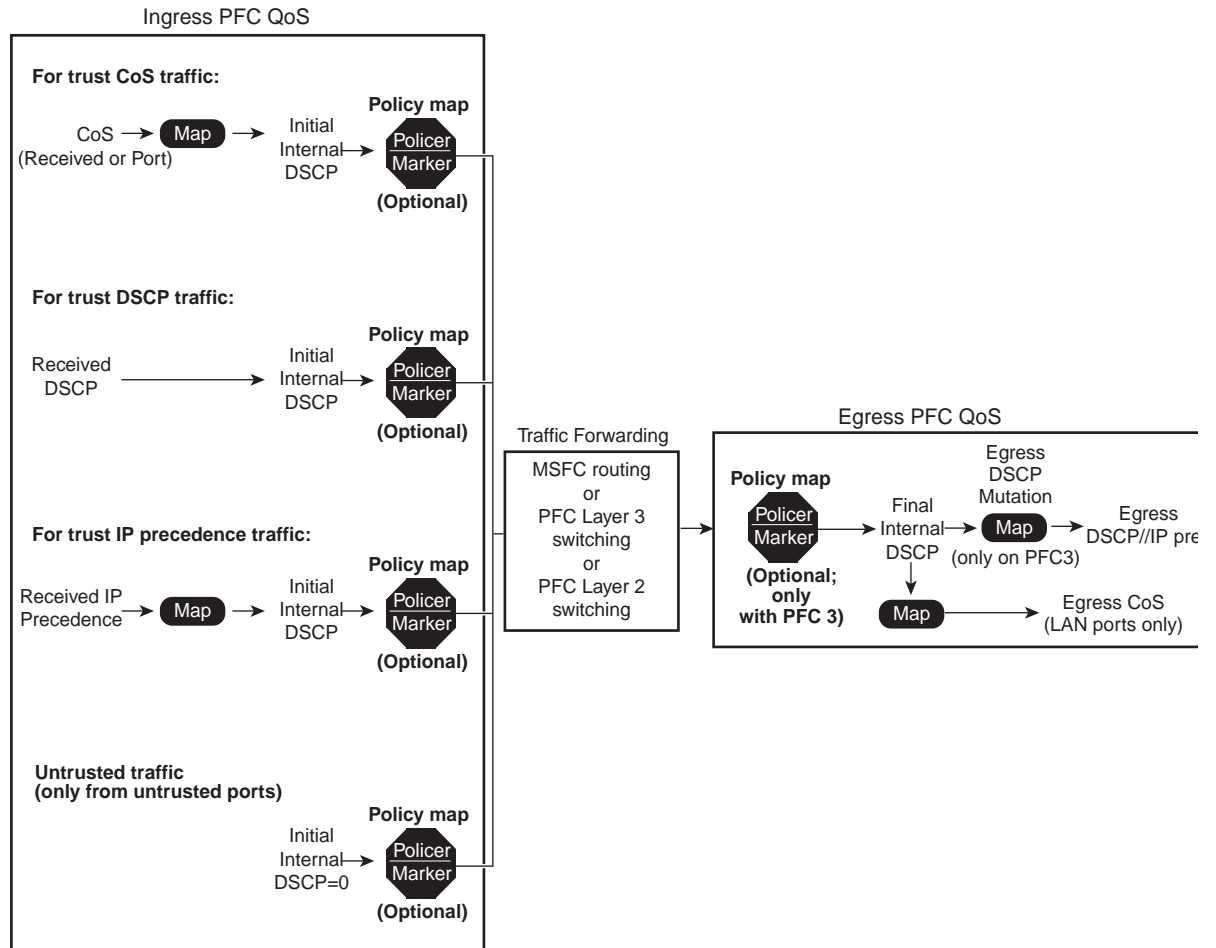 Ingress PFC QoS
For trust CoS traffic:
CoS
(Received or Port)
Map
Initial
Internal
DSCP
Policy map
Policer
Marker
(Optional)
For trust DSCP traffic:
Received
DSCP
Initial
Internal
DSCP
Policy map
Policer
Marker
(Optional)
For trust IP precedence traffic:
Received IP
Precedence
Map
Initial
Internal
DSCP
Policy map
Policer
Marker
(Optional)
Untrusted traffic
(only from untrusted ports)
Initial
Internal
DSCP=0
Policy map
Policer
Marker
(Optional)
Traffic Forwarding
MSFC routing
or
PFC Layer 3
switching
or
PFC Layer 2
switching
Egress PFC QoS
Policy map
Policer
Marker
(Optional;
only
with PFC 3)
Final
Internal
DSCP
Egress
DSCP
Mutation
Map
(only on PFC3)
Egress
DSCP//IP pre
Map
Egress CoS
(LAN ports only)